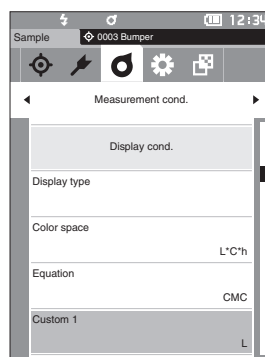 12:34
Sample 0003 Bumper
Measurement cond.
Display cond.
Display type
Color space
L*C*h
Equation
CMC
Custom 1
L